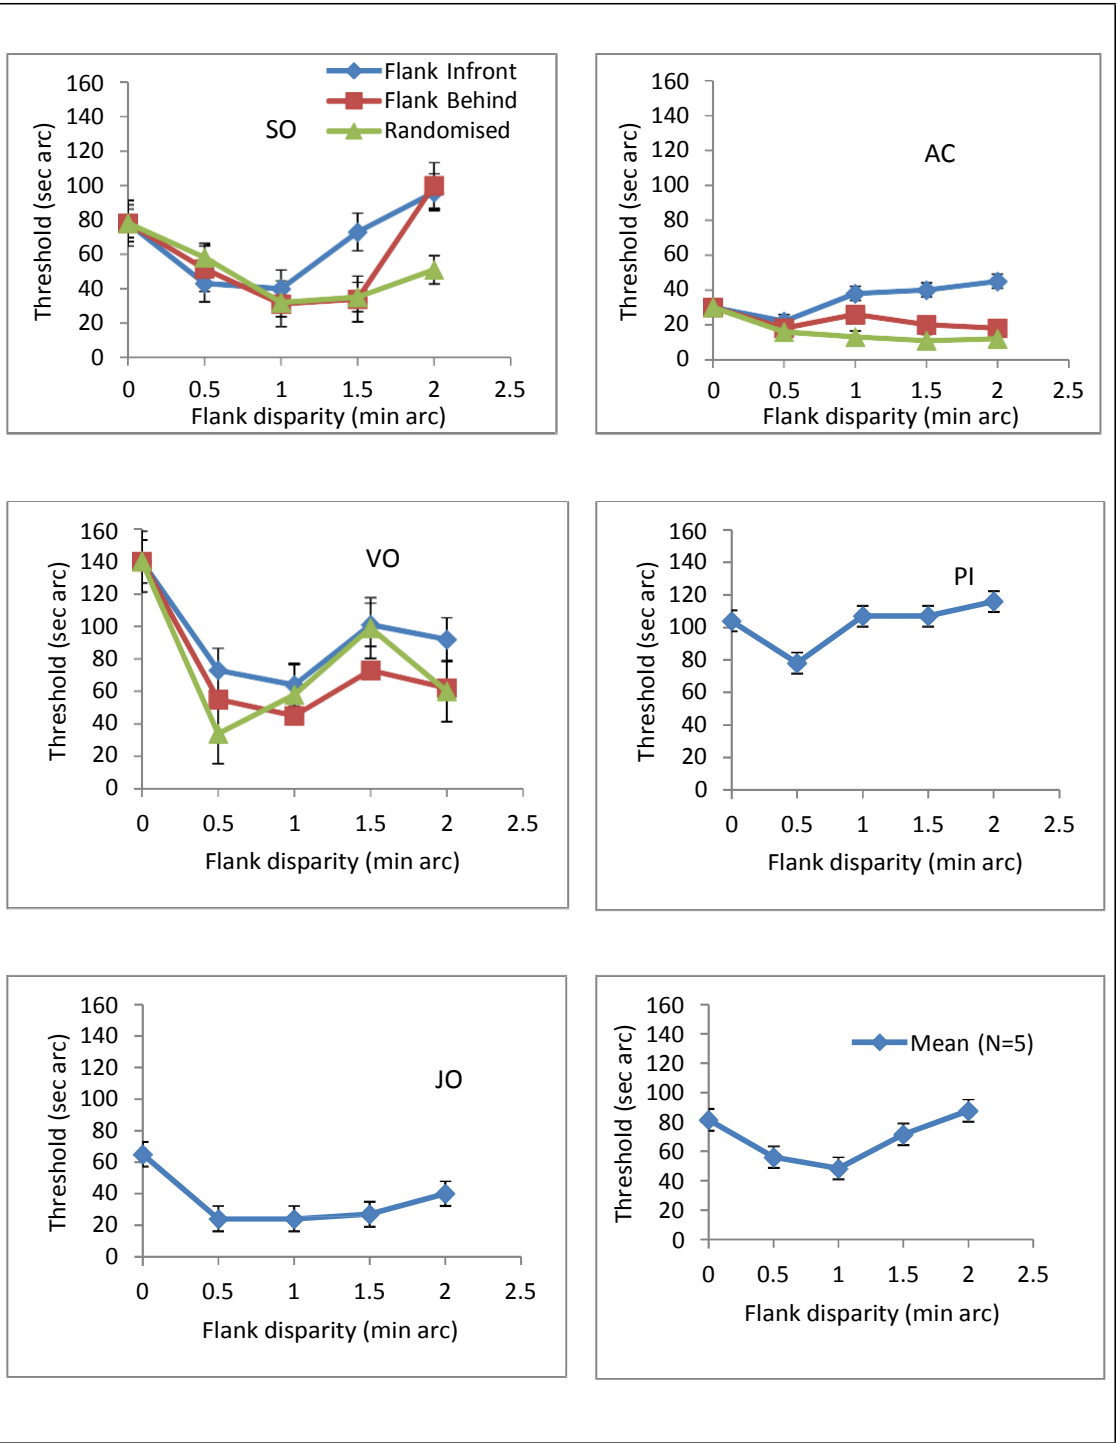 160
140
120
100
80
60
40
20
0
Threshold (sec arc)
SO
Flank Infront
Flank Behind
Randomised
0 0.5 1 1.5 2 2.5
Flank disparity (min arc)
160
140
120
100
80
60
40
20
0
Threshold (sec arc)
AC
0 0.5 1 1.5 2 2.5
Flank disparity (min arc)
160
140
120
100
80
60
40
20
0
Threshold (sec arc)
VO
0 0.5 1 1.5 2 2.5
Flank disparity (min arc)
160
140
120
100
80
60
40
20
0
Threshold (sec arc)
PI
0 0.5 1 1.5 2 2.5
Flank disparity (min arc)
160
140
120
100
80
60
40
20
0
Threshold (sec arc)
JO
0 0.5 1 1.5 2 2.5
Flank disparity (min arc)
160
140
120
100
80
60
40
20
0
Threshold (sec arc)
Mean (N=5)
0 0.5 1 1.5 2 2.5
Flank disparity (min arc)